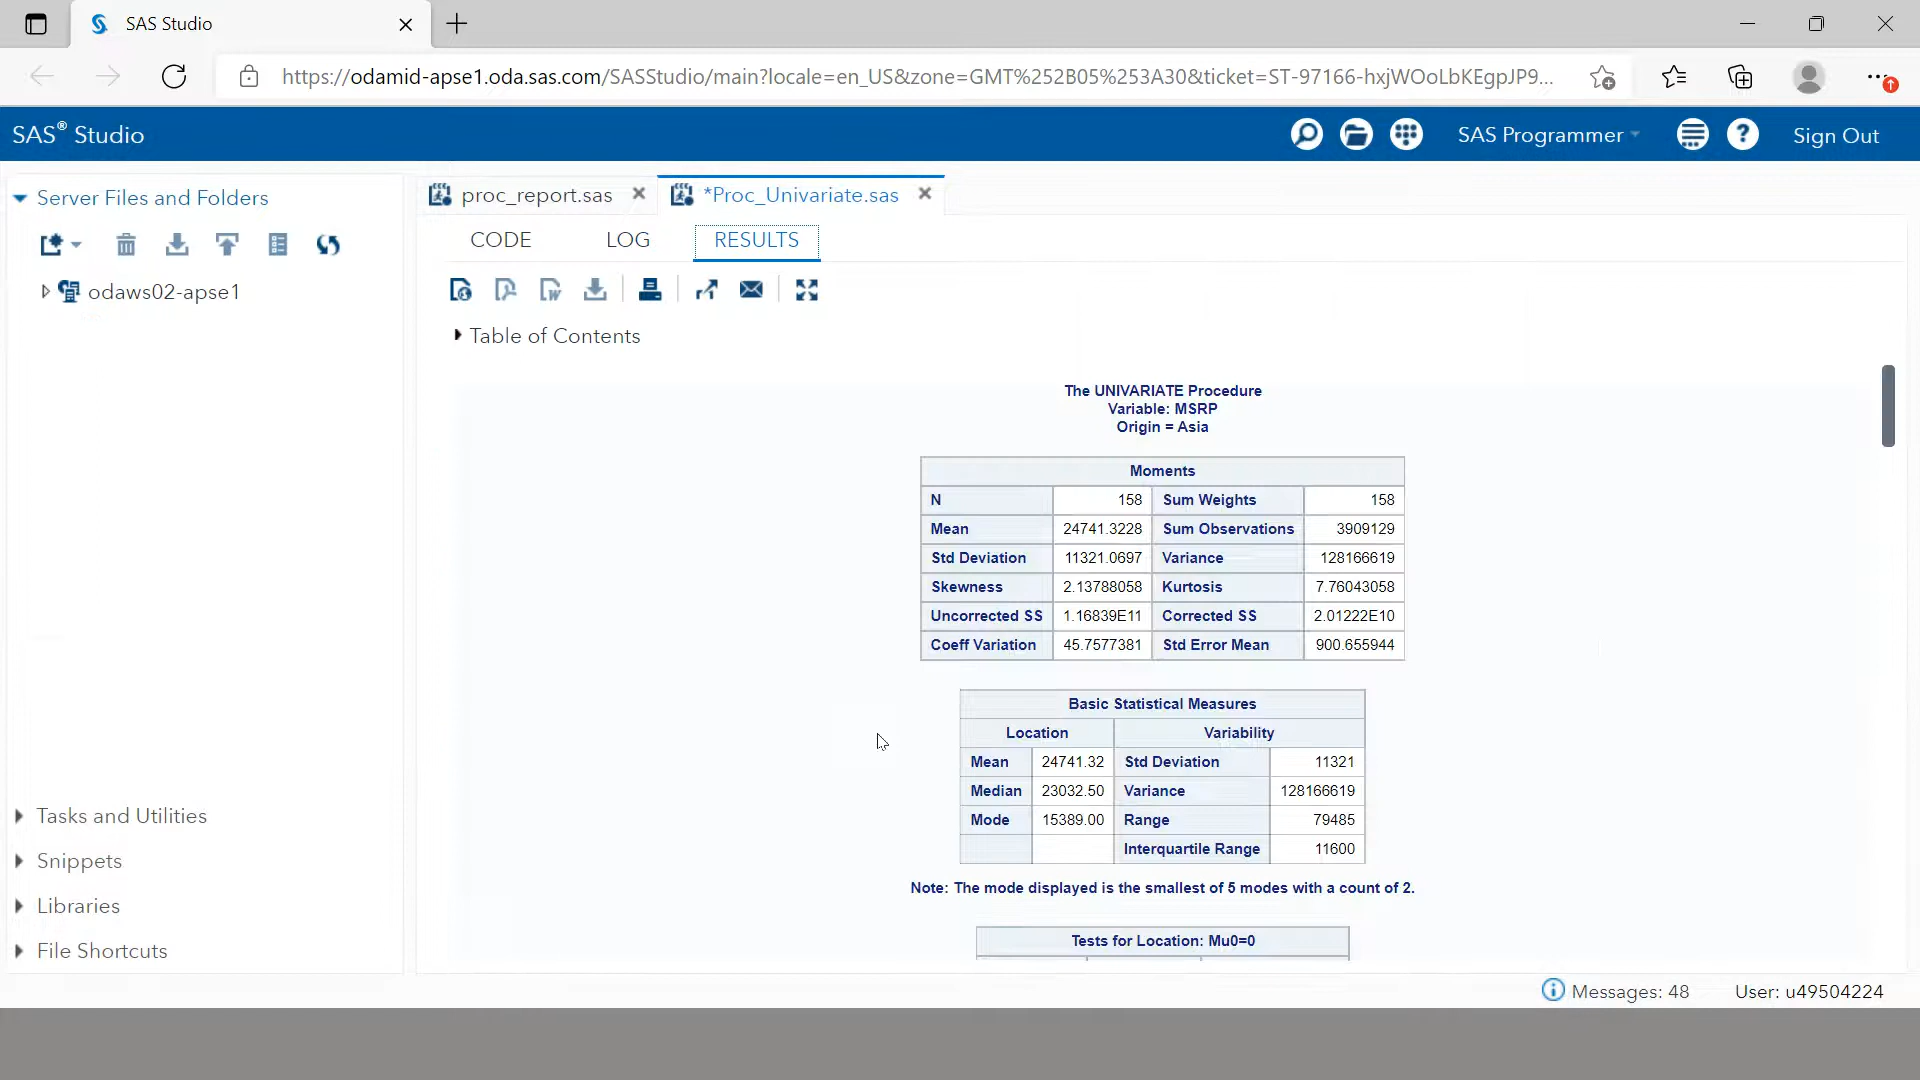 SAS Studio
https://odamid-apse1.oda.sas.com/SASStudio/main?locale=en_US&zone=GMT%252B05%253A30&ticket=ST-97166-hxjWOoLbKEgpJP9...
SAS® Studio
SAS Programmer
Sign Out
Server Files and Folders
odaws02-apse1
Tasks and Utilities
Snippets
Libraries
File Shortcuts
proc_report.sas
*Proc_Univariate.sas
CODE LOG RESULTS
Table of Contents
The UNIVARIATE Procedure
Variable: MSRP
Origin = Asia
Moments
N 158 Sum Weights 158
Mean 24741.3228 Sum Observations 3909129
Std Deviation 11321.0697 Variance 128166619
Skewness 2.13788058 Kurtosis 7.76043058
Uncorrected SS 1.16839E11 Corrected SS 2.01222E10
Coeff Variation 45.7577381 Std Error Mean 900.655944
Basic Statistical Measures
Location Variability
Mean 24741.32 Std Deviation 11321
Median 23032.50 Variance 128166619
Mode 15389.00 Range 79485
Interquartile Range 11600
Note: The mode displayed is the smallest of 5 modes with a count of 2.
Tests for Location: Mu0=0
Messages: 48
User: u49504224